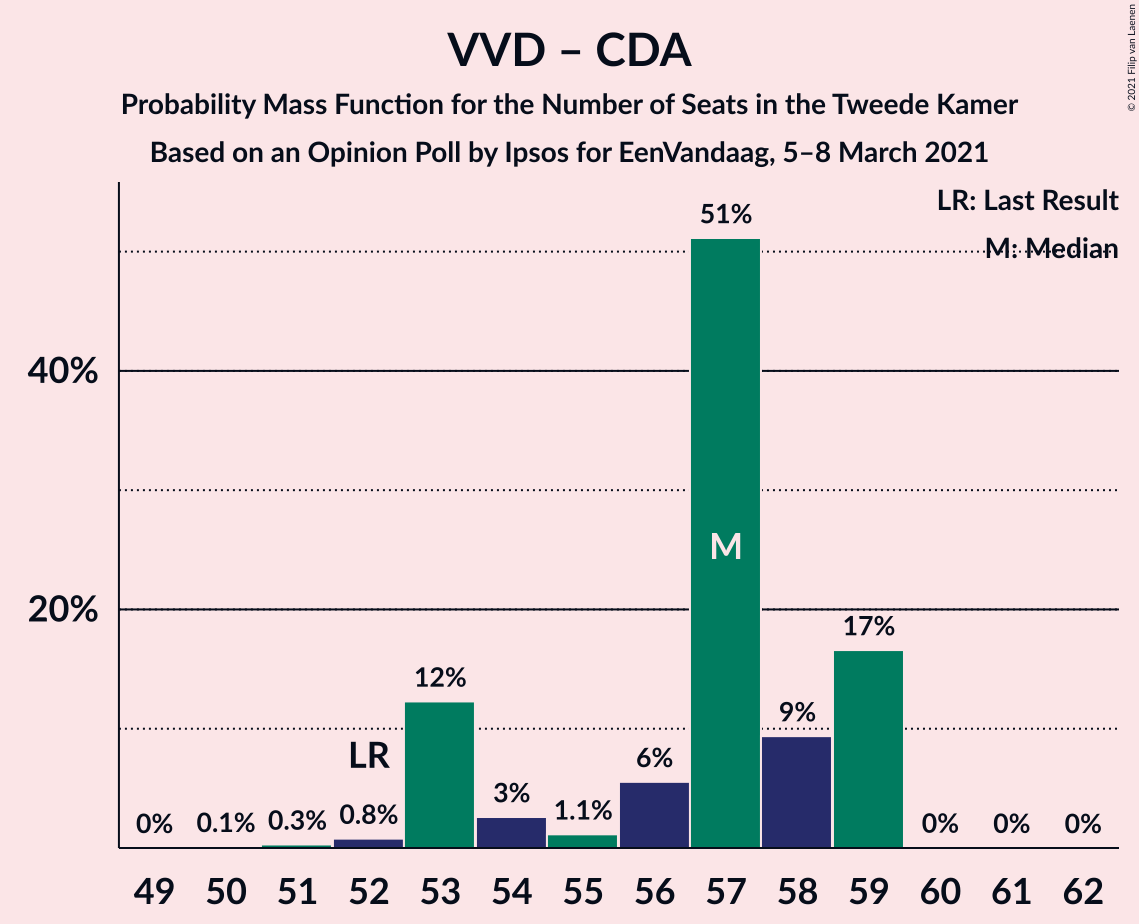 VVD – CDA
Probability Mass Function for the Number of Seats in the Tweede Kamer
Based on an Opinion Poll by Ipsos for EenVandaag, 5–8 March 2021
© 2021 Filip van Laenen
LR: Last Result
M: Median
40%
20%
0%
0.1%
0.3%
0.8%
LR
12%
3%
1.1%
6%
51%
M
9%
17%
0%
0%
0%
49 50 51 52 53 54 55 56 57 58 59 60 61 62